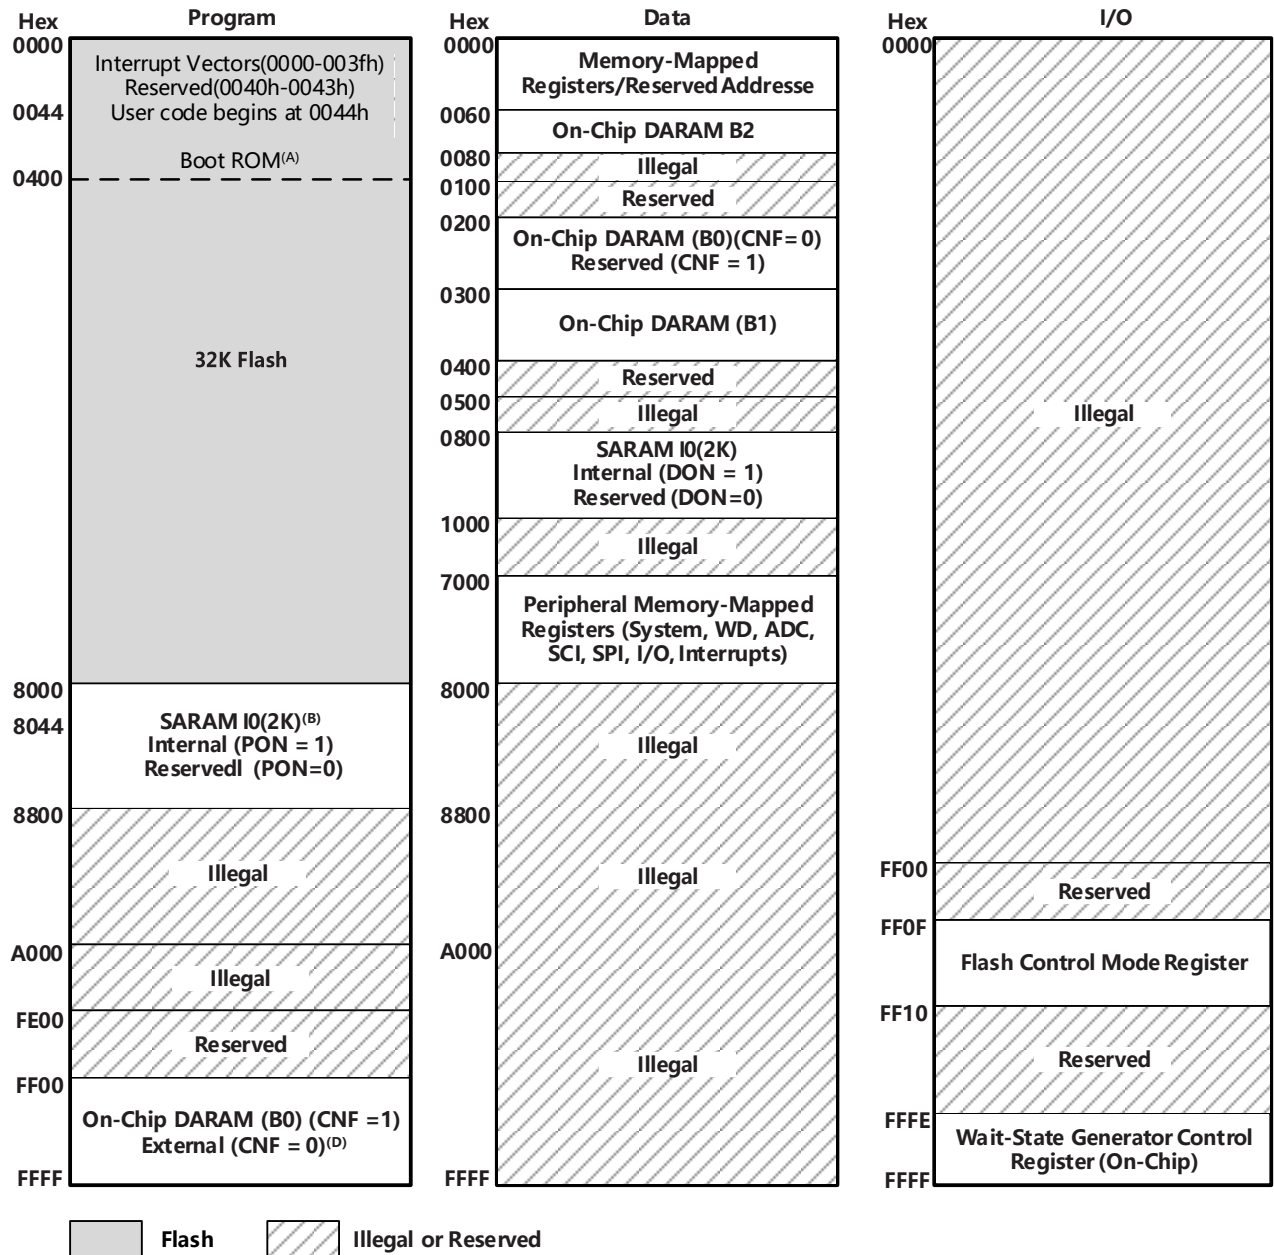 Hex
Program
0000
Interrupt Vectors(0000-003fh)
Reserved(0040h-0043h)
0044
User code begins at 0044h
Boot ROM(A)
0400
32K Flash
8000
8044
SARAM I0(2K)(B)
Internal (PON = 1)
Reservedl (PON=0)
8800
Illegal
A000
Illegal
FE00
Reserved
FF00
On-Chip DARAM (B0) (CNF =1)
External (CNF = 0)(D)
FFFF
Hex
Data
0000
Memory-Mapped
Registers/Reserved Addresse
0060
On-Chip DARAM B2
0080
Illegal
0100
Reserved
0200
On-Chip DARAM (B0)(CNF= 0)
Reserved (CNF = 1)
0300
On-Chip DARAM (B1)
0400
Reserved
0500
Illegal
0800
SARAM I0(2K)
Internal (DON = 1)
Reserved (DON=0)
1000
Illegal
7000
Peripheral Memory-Mapped
Registers (System, WD, ADC,
SCI, SPI, I/O, Interrupts)
8000
Illegal
8800
Illegal
A000
Illegal
FFFF
Hex
I/O
0000
Illegal
FF00
Reserved
FF0F
Flash Control Mode Register
FF10
Reserved
FFFE
Wait-State Generator Control
Register (On-Chip)
FFFF
Flash
Illegal or Reserved